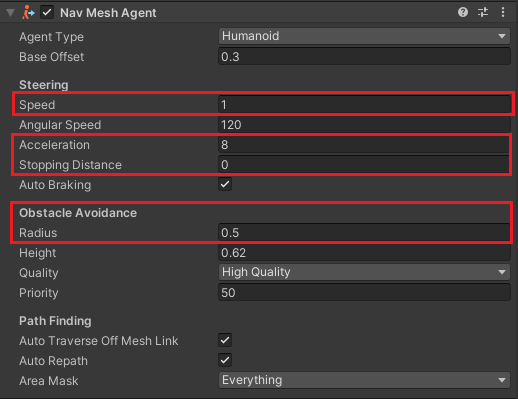 Nav Mesh Agent
Agent Type Humanoid
Base Offset 0.3
Steering
Speed 1
Angular Speed 120
Acceleration 8
Stopping Distance 0
Auto Braking
Obstacle Avoidance
Radius 0.5
Height 0.62
Quality High Quality
Priority 50
Path Finding
Auto Traverse Off Mesh Link
Auto Repath
Area Mask Everything